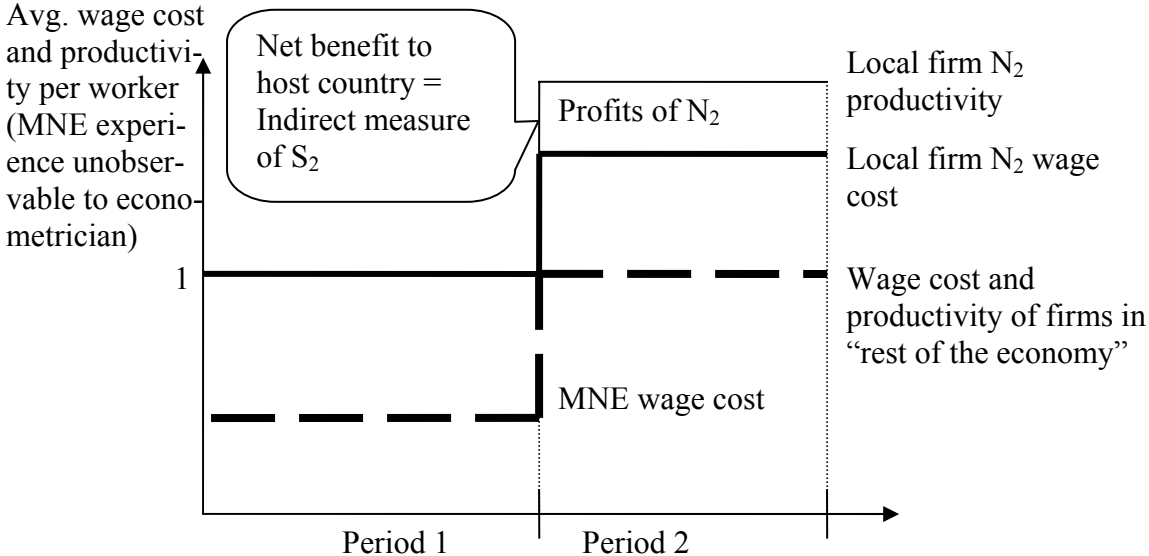 Avg. wage cost
and productivi-
ty per worker
(MNE experi-
ence unobser-
vable to econo-
metrician)
Net benefit to
host country =
Indirect measure
of S₂
Profits of N₂
Local firm N₂
productivity
Local firm N₂ wage
cost
1
Wage cost and
productivity of firms in
“rest of the economy”
MNE wage cost
Period 1
Period 2